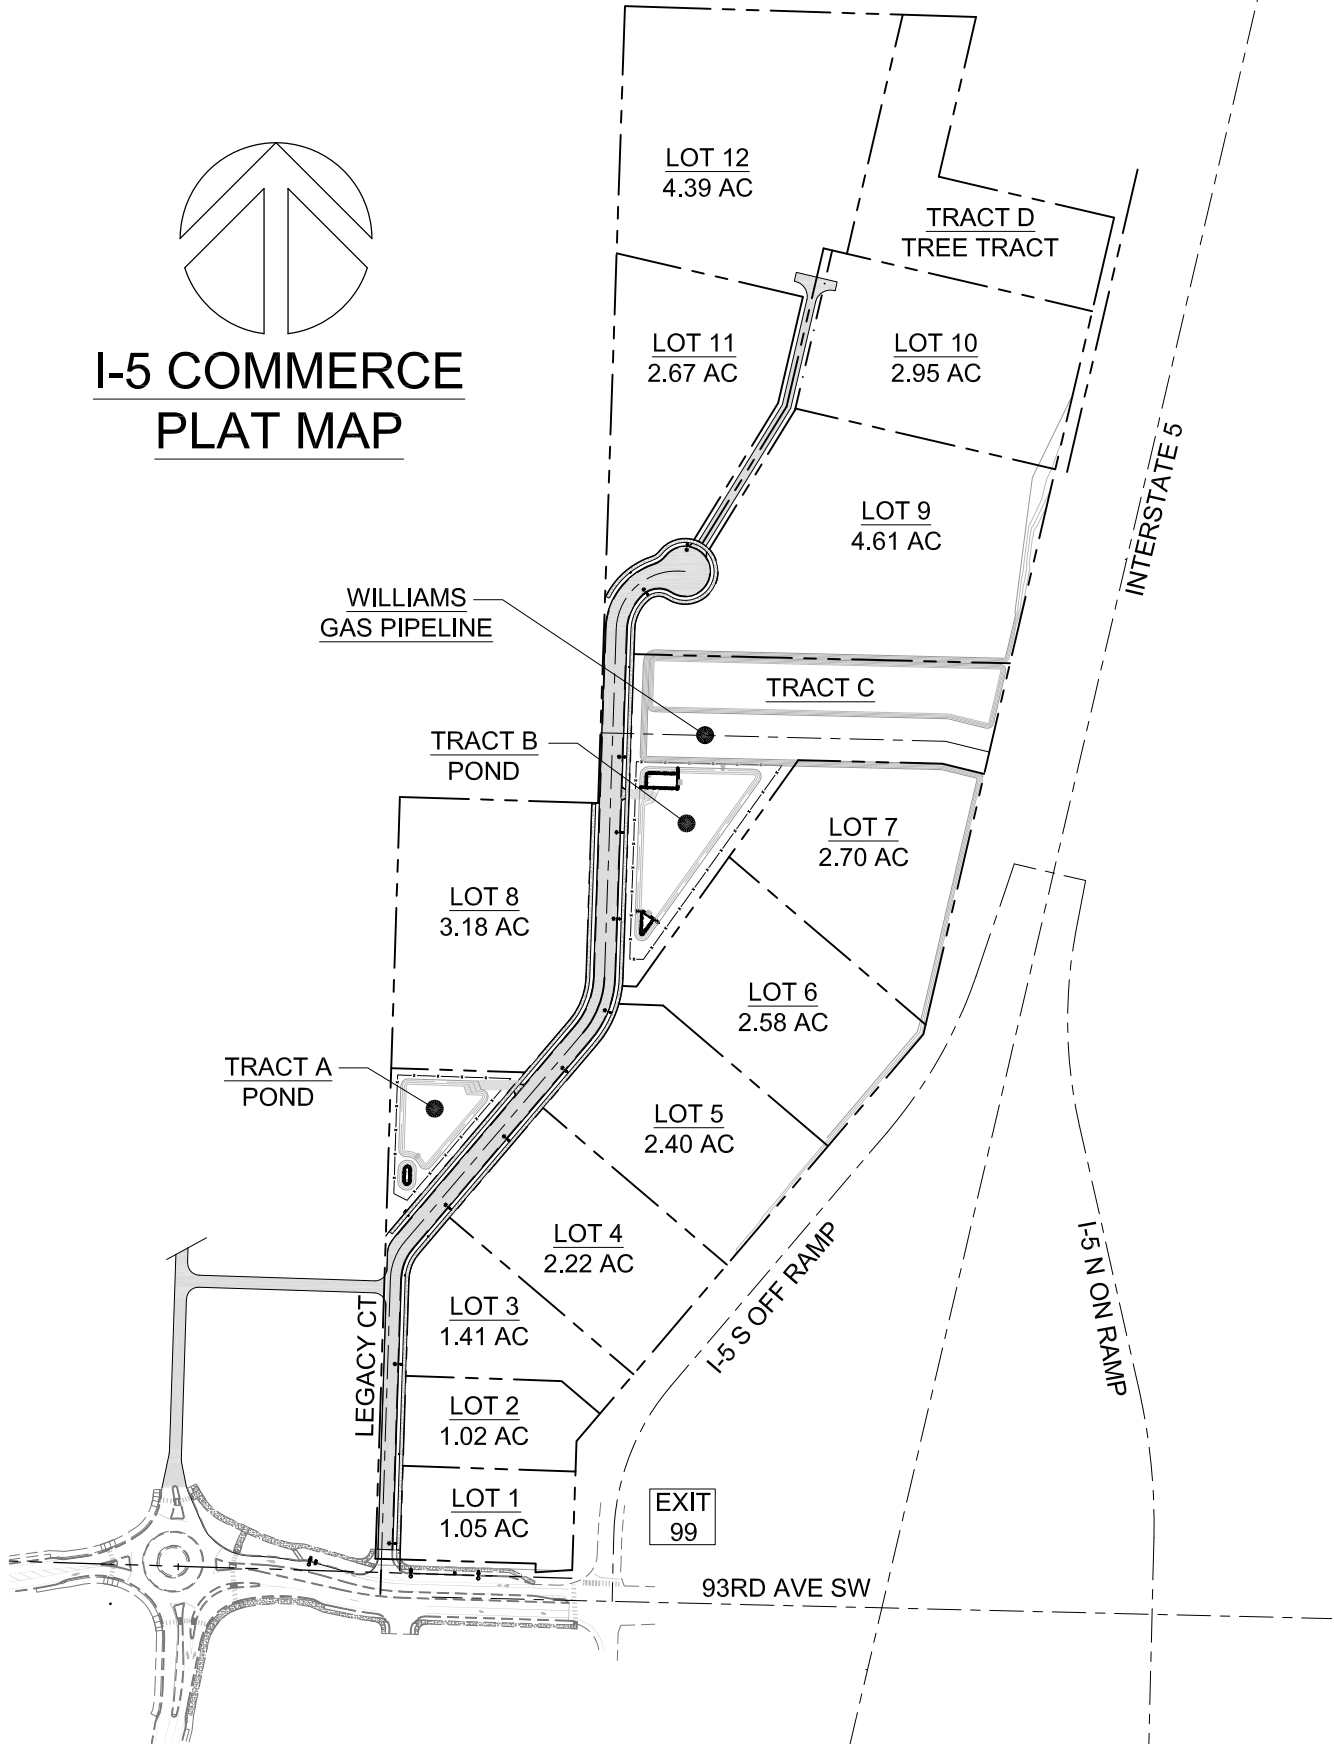 I-5 COMMERCE
PLAT MAP
LOT 12
4.39 AC
TRACT D
TREE TRACT
LOT 11
2.67 AC
LOT 10
2.95 AC
INTERSTATE 5
LOT 9
4.61 AC
WILLIAMS
GAS PIPELINE
TRACT C
TRACT B
POND
LOT 7
2.70 AC
LOT 8
3.18 AC
LOT 6
2.58 AC
TRACT A
POND
LOT 5
2.40 AC
LOT 4
2.22 AC
I-5 S OFF RAMP
I-5 N ON RAMP
LOT 3
1.41 AC
LEGACY CT
LOT 2
1.02 AC
LOT 1
1.05 AC
EXIT
99
93RD AVE SW